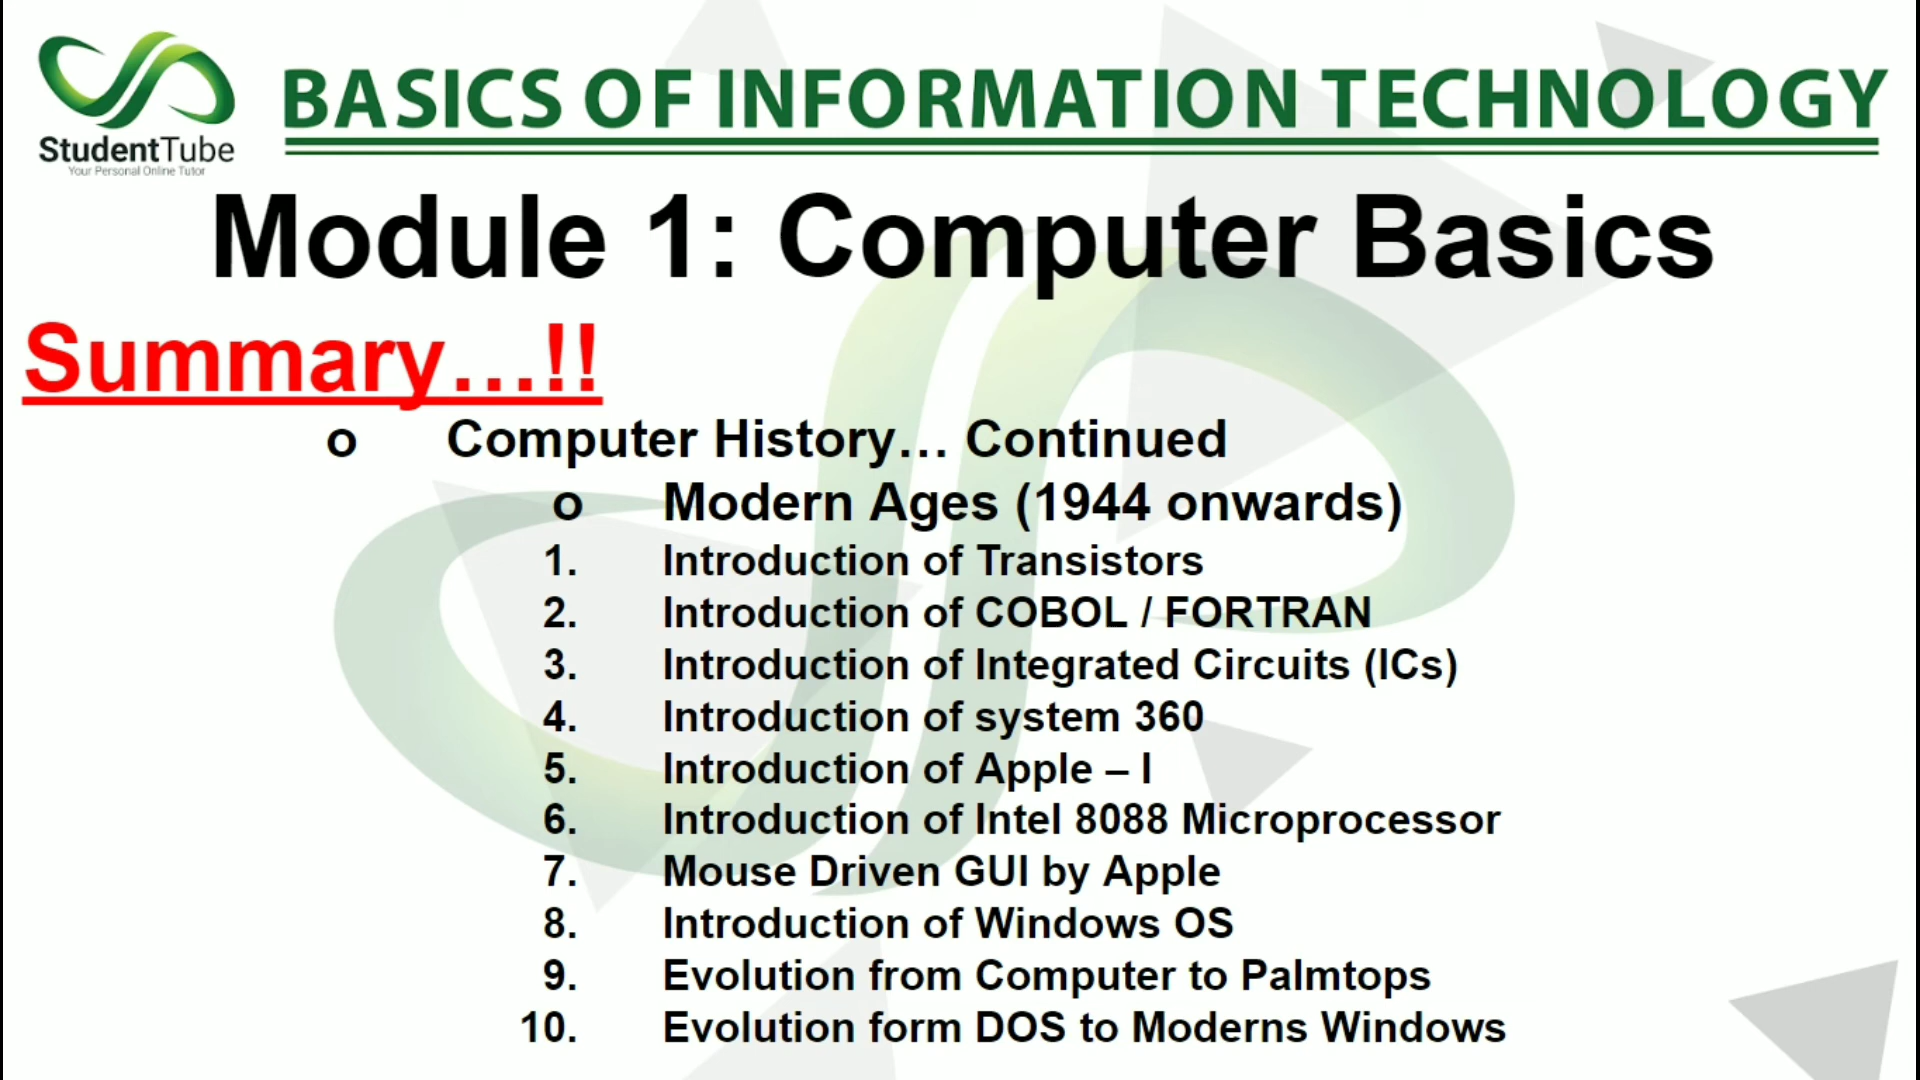 StudentTube
Your Personal Online Tutor
BASICS OF INFORMATION TECHNOLOGY
Module 1: Computer Basics
Summary…!!
o Computer History… Continued
o Modern Ages (1944 onwards)
1. Introduction of Transistors
2. Introduction of COBOL / FORTRAN
3. Introduction of Integrated Circuits (ICs)
4. Introduction of system 360
5. Introduction of Apple – I
6. Introduction of Intel 8088 Microprocessor
7. Mouse Driven GUI by Apple
8. Introduction of Windows OS
9. Evolution from Computer to Palmtops
10. Evolution form DOS to Moderns Windows